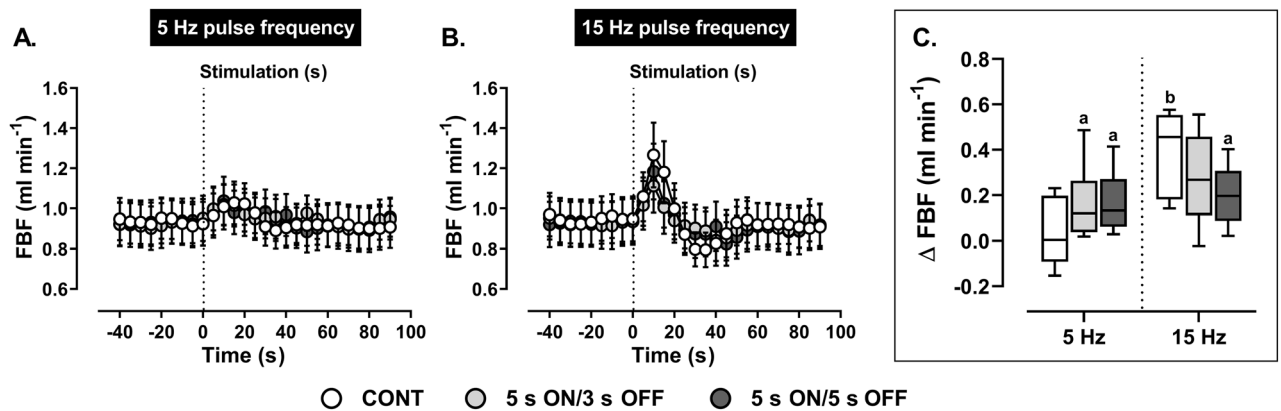 A.
5 Hz pulse frequency
Stimulation (s)
FBF (ml min⁻¹)
1.6
1.4
1.2
1.0
0.8
0.6
-40 -20 0 20 40 60 80 100
Time (s)
B.
15 Hz pulse frequency
Stimulation (s)
FBF (ml min⁻¹)
1.6
1.4
1.2
1.0
0.8
0.6
-40 -20 0 20 40 60 80 100
Time (s)
C.
Δ FBF (ml min⁻¹)
0.8
0.6
0.4
0.2
0.0
-0.2
a a b a
5 Hz 15 Hz
CONT 5 s ON/3 s OFF 5 s ON/5 s OFF